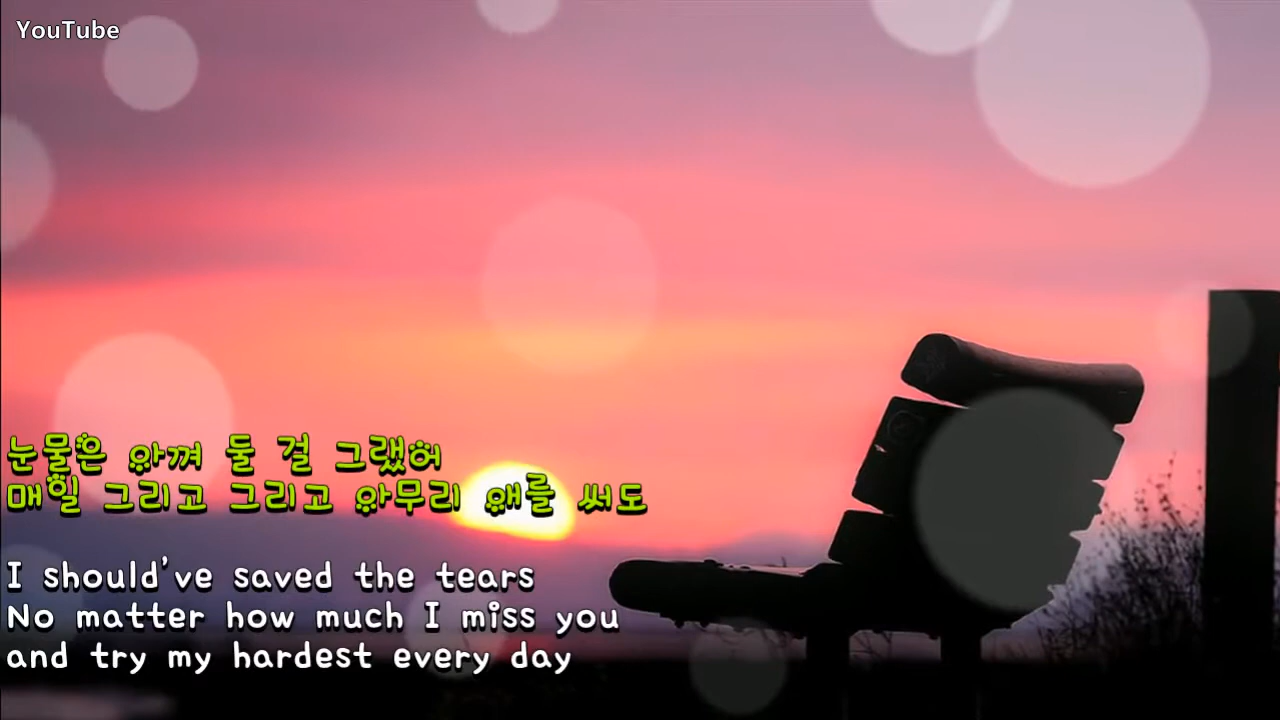 YouTube
눈물은 아껴 둘 걸 그랬어
매일 그리고 그리고 아무리 애를 써도
I should've saved the tears
No matter how much I miss you
and try my hardest every day